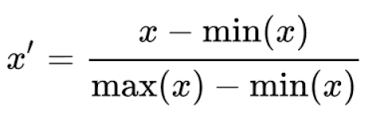 x′ = (x − min(x)) / (max(x) − min(x))